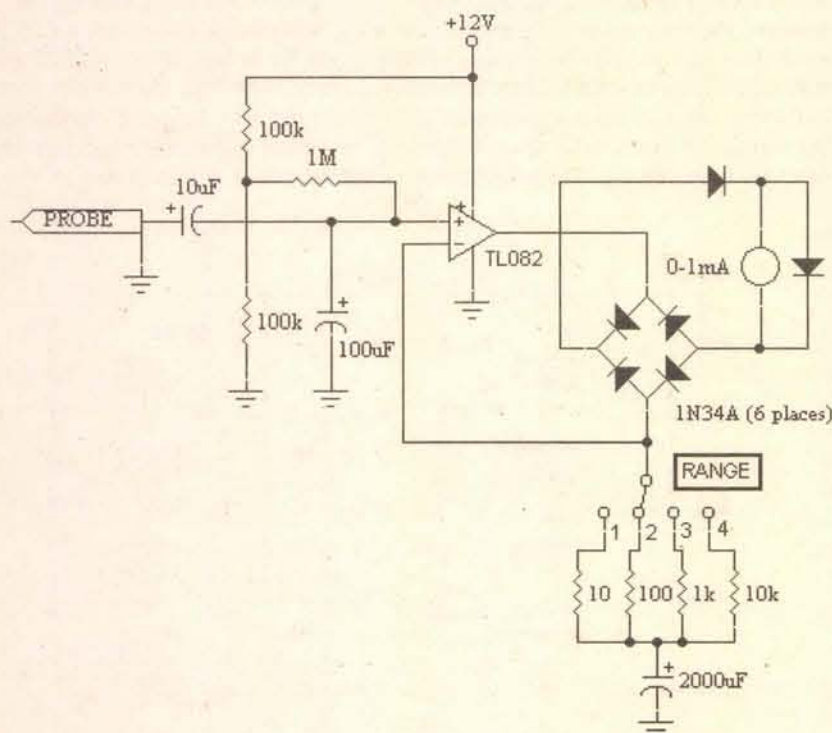 +12V
100k
1M
10uF
PROBE
TL082
0-1mA
100k
100uF
1N34A (6 places)
RANGE
1 2 3 4
10 100 1k 10k
2000uF